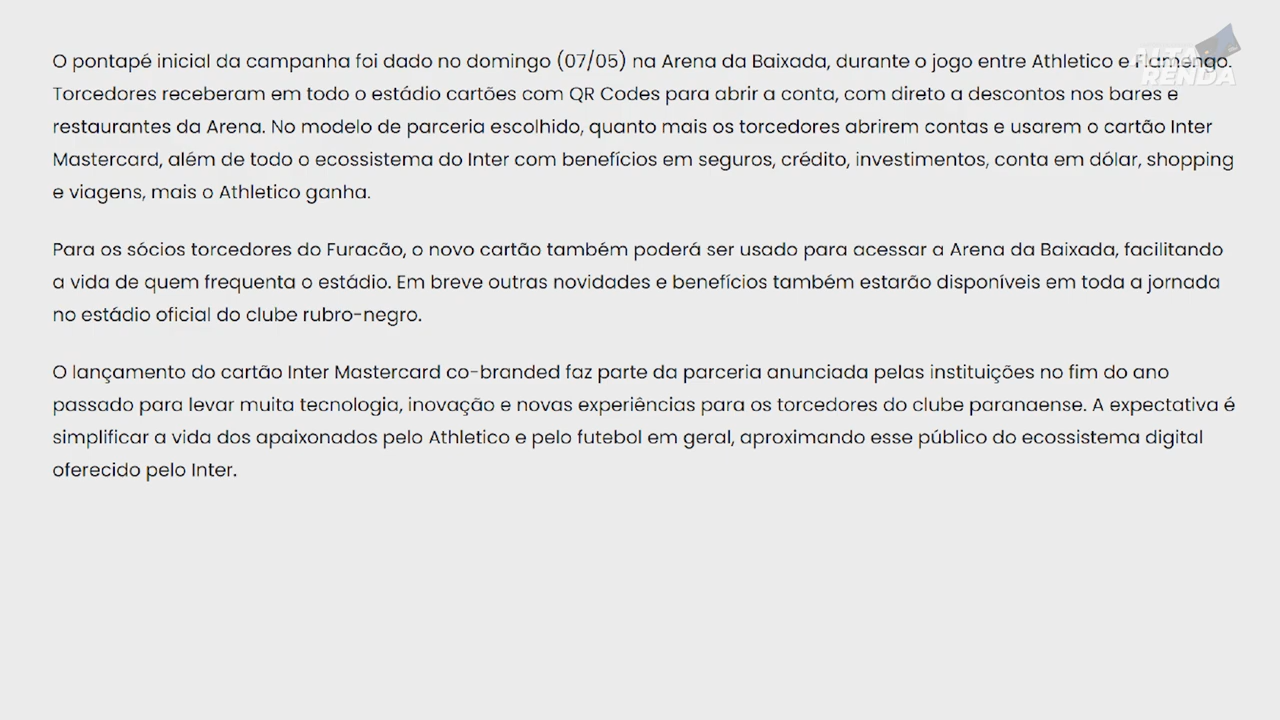 O pontapé inicial da campanha foi dado no domingo (07/05) na Arena da Baixada, durante o jogo entre Athletico e Flamengo.
Torcedores receberam em todo o estádio cartões com QR Codes para abrir a conta, com direto a descontos nos bares e
restaurantes da Arena. No modelo de parceria escolhido, quanto mais os torcedores abrirem contas e usarem o cartão Inter
Mastercard, além de todo o ecossistema do Inter com benefícios em seguros, crédito, investimentos, conta em dólar, shopping
e viagens, mais o Athletico ganha.
Para os sócios torcedores do Furacão, o novo cartão também poderá ser usado para acessar a Arena da Baixada, facilitando
a vida de quem frequenta o estádio. Em breve outras novidades e benefícios também estarão disponíveis em toda a jornada
no estádio oficial do clube rubro-negro.
O lançamento do cartão Inter Mastercard co-branded faz parte da parceria anunciada pelas instituições no fim do ano
passado para levar muita tecnologia, inovação e novas experiências para os torcedores do clube paranaense. A expectativa é
simplificar a vida dos apaixonados pelo Athletico e pelo futebol em geral, aproximando esse público do ecossistema digital
oferecido pelo Inter.
ALTA
RENDA